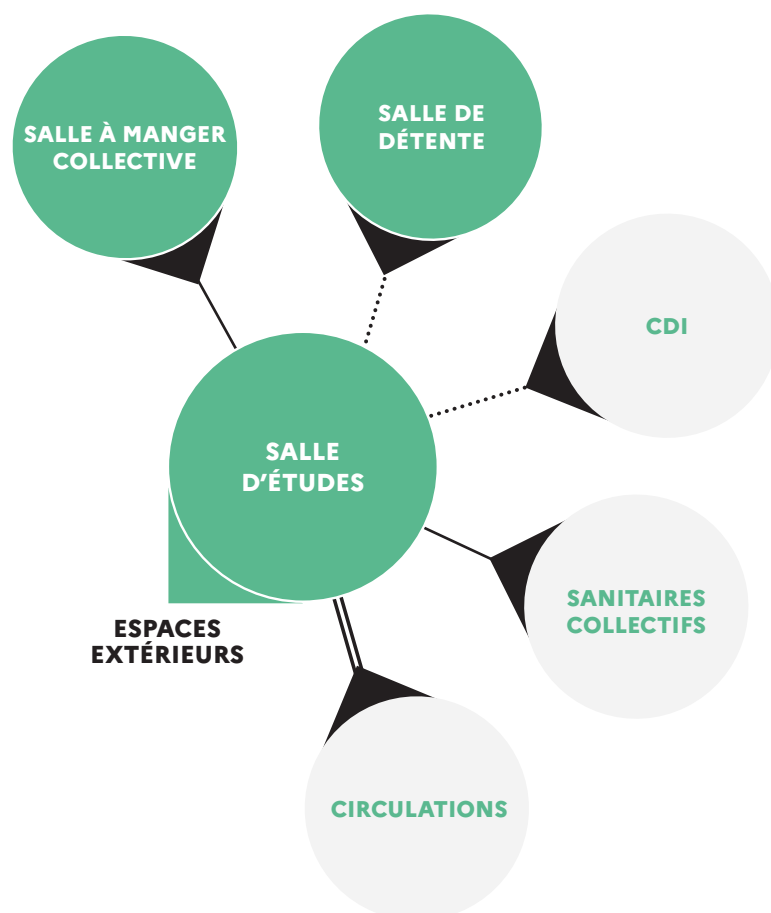 SALLE À MANGER
COLLECTIVE
SALLE DE
DÉTENTE
CDI
SALLE
D’ÉTUDES
SANITAIRES
COLLECTIFS
ESPACES
EXTÉRIEURS
CIRCULATIONS